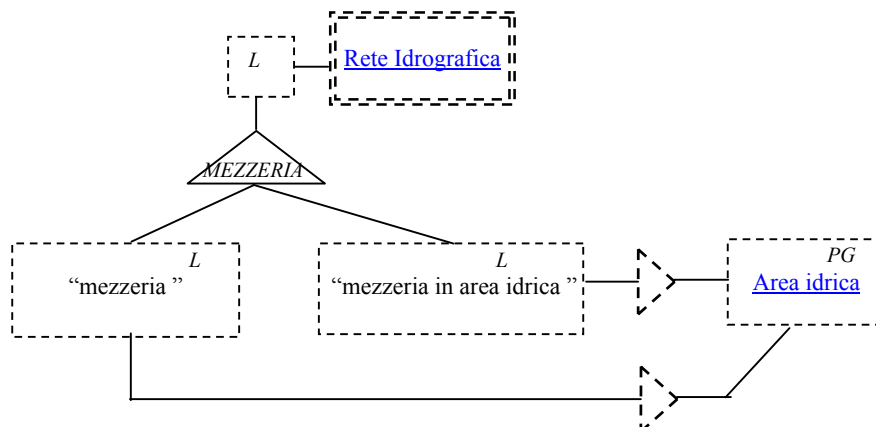 L
Rete Idrografica
MEZZERIA
L
“mezzeria ”
L
“mezzeria in area idrica ”
PG
Area idrica